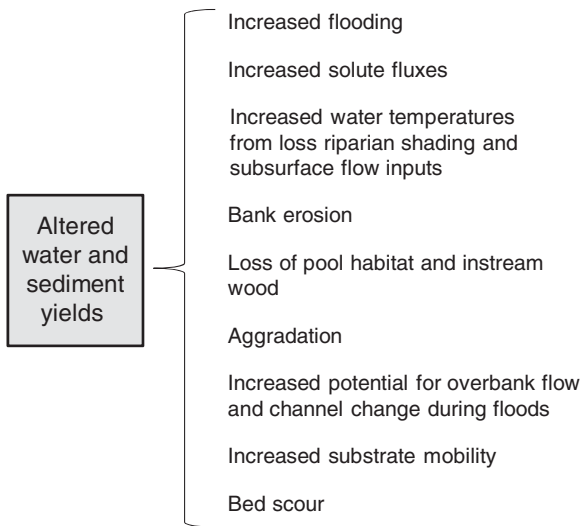 Increased flooding
Increased solute fluxes
Increased water temperatures
from loss riparian shading and
subsurface flow inputs
Altered
water and
sediment
yields
Bank erosion
Loss of pool habitat and instream
wood
Aggradation
Increased potential for overbank flow
and channel change during floods
Increased substrate mobility
Bed scour